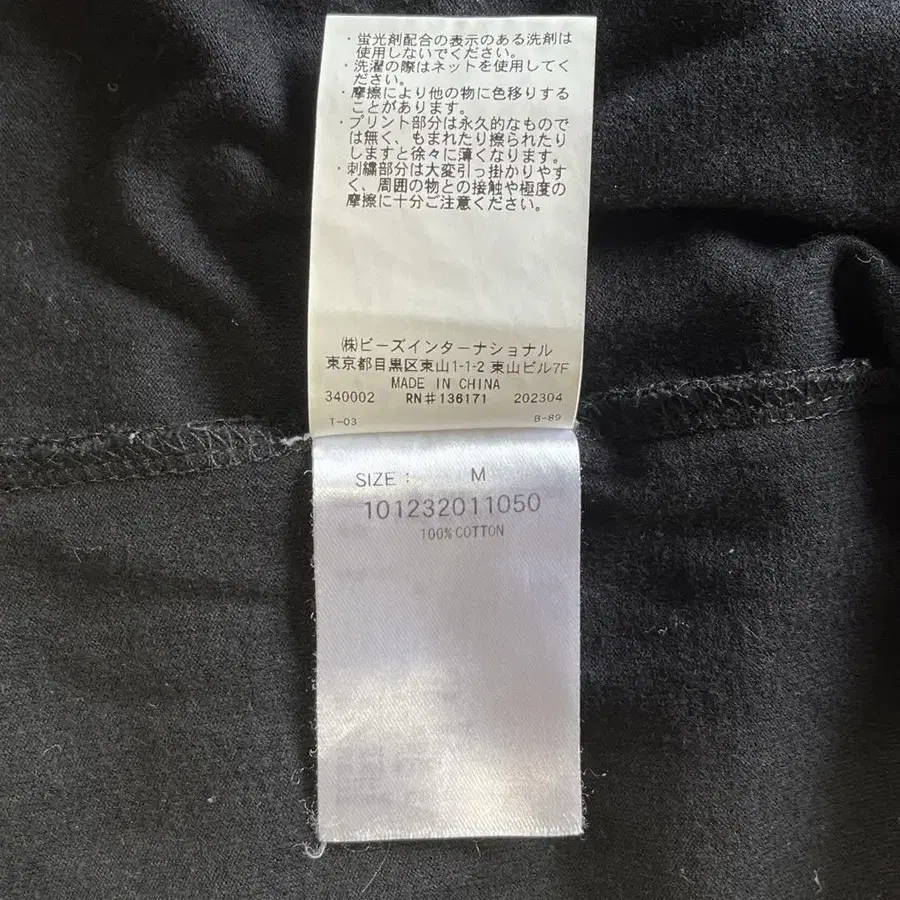 ・蛍光剤配合の表示のある洗剤は
使用しないでください。
・洗濯の際はネットを使用してく
ださい。
・摩擦により他の物に色移りする
ことがあります。
・プリント部分は永久的なもので
は無く、もまれたり擦られたり
しますと徐々に薄くなります。
・刺繍部分は大変引っ掛かりやす
く、周囲の物との接触や極度の
摩擦に十分ご注意ください。
㈱ビーズインターナショナル
東京都目黒区東山1-1-2 東山ビル7F
MADE IN CHINA
340002 RN#136171 202304
T-03 B-89
SIZE: M
101232011050
100% COTTON